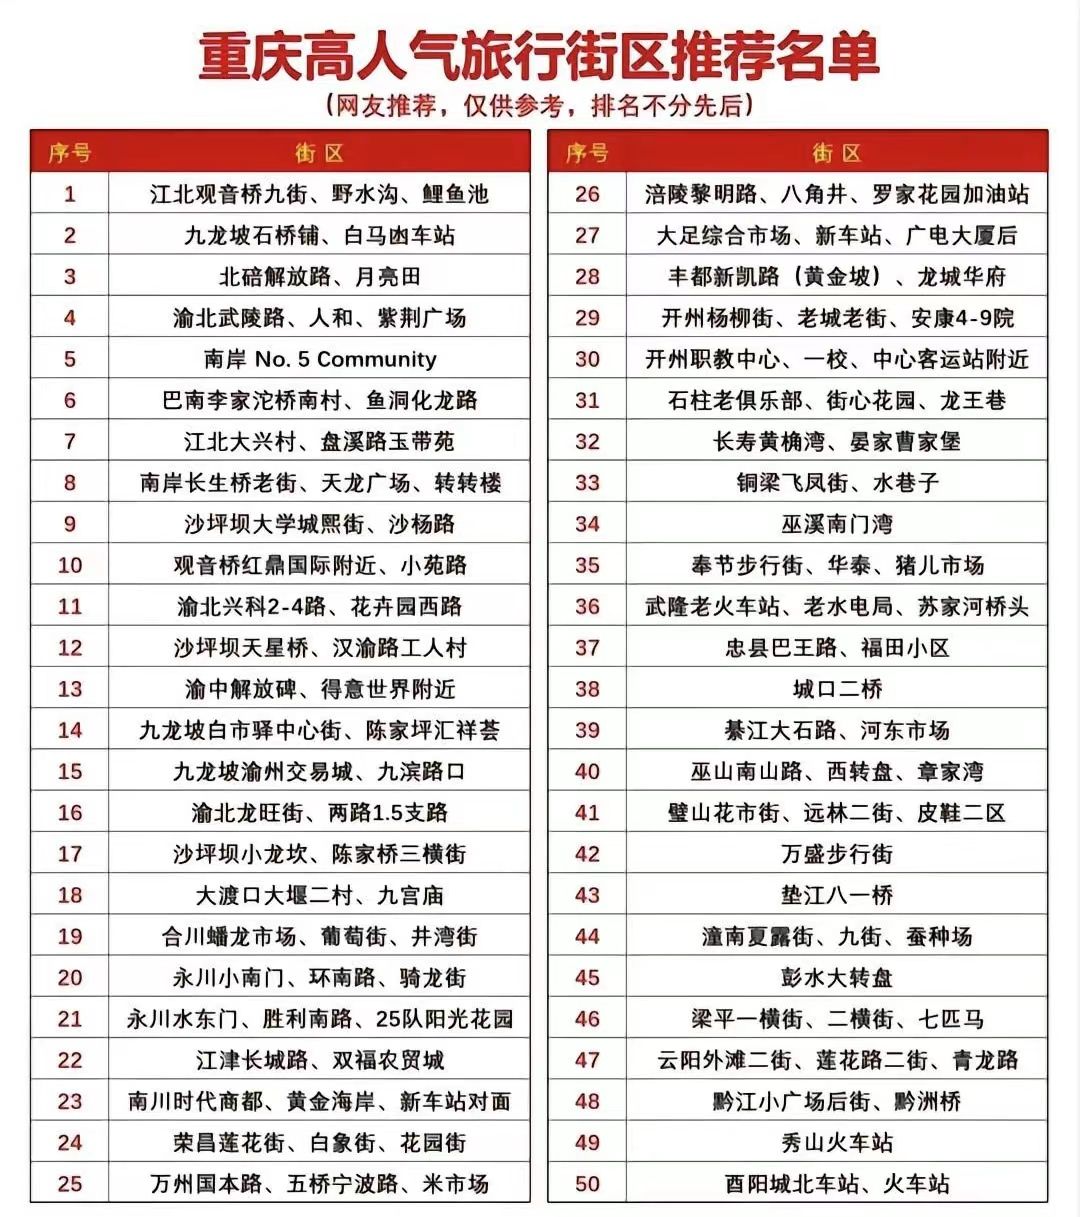 重庆高人气旅行街区推荐名单
(网友推荐，仅供参考，排名不分先后)
序号 街区
1 江北观音桥九街、野水沟、鲤鱼池
2 九龙坡石桥铺、白马凼车站
3 北碚解放路、月亮田
4 渝北武陵路、人和、紫荆广场
5 南岸 No. 5 Community
6 巴南李家沱桥南村、鱼洞化龙路
7 江北大兴村、盘溪路玉带苑
8 南岸长生桥老街、天龙广场、转转楼
9 沙坪坝大学城熙街、沙杨路
10 观音桥红鼎国际附近、小苑路
11 渝北兴科2-4路、花卉园西路
12 沙坪坝天星桥、汉渝路工人村
13 渝中解放碑、得意世界附近
14 九龙坡白市驿中心街、陈家坪汇祥荟
15 九龙坡渝州交易城、九滨路口
16 渝北龙旺街、两路1.5支路
17 沙坪坝小龙坎、陈家桥三横街
18 大渡口大堰二村、九宫庙
19 合川蟠龙市场、葡萄街、井湾街
20 永川小南门、环南路、骑龙街
21 永川水东门、胜利南路、25队阳光花园
22 江津长城路、双福农贸城
23 南川时代商都、黄金海岸、新车站对面
24 荣昌莲花街、白象街、花园街
25 万州国本路、五桥宁波路、米市场
序号 街区
26 涪陵黎明路、八角井、罗家花园加油站
27 大足综合市场、新车站、广电大厦后
28 丰都新凯路（黄金坡）、龙城华府
29 开州杨柳街、老城老街、安康4-9院
30 开州职教中心、一校、中心客运站附近
31 石柱老俱乐部、街心花园、龙王巷
32 长寿黄桷湾、晏家曹家堡
33 铜梁飞凤街、水巷子
34 巫溪南门湾
35 奉节步行街、华泰、猪儿市场
36 武隆老火车站、老水电局、苏家河桥头
37 忠县巴王路、福田小区
38 城口二桥
39 綦江大石路、河东市场
40 巫山南山路、西转盘、章家湾
41 璧山花市街、远林二街、皮鞋二区
42 万盛步行街
43 垫江八一桥
44 潼南夏露街、九街、蚕种场
45 彭水大转盘
46 梁平一横街、二横街、七匹马
47 云阳外滩二街、莲花路二街、青龙路
48 黔江小广场后街、黔洲桥
49 秀山火车站
50 酉阳城北车站、火车站